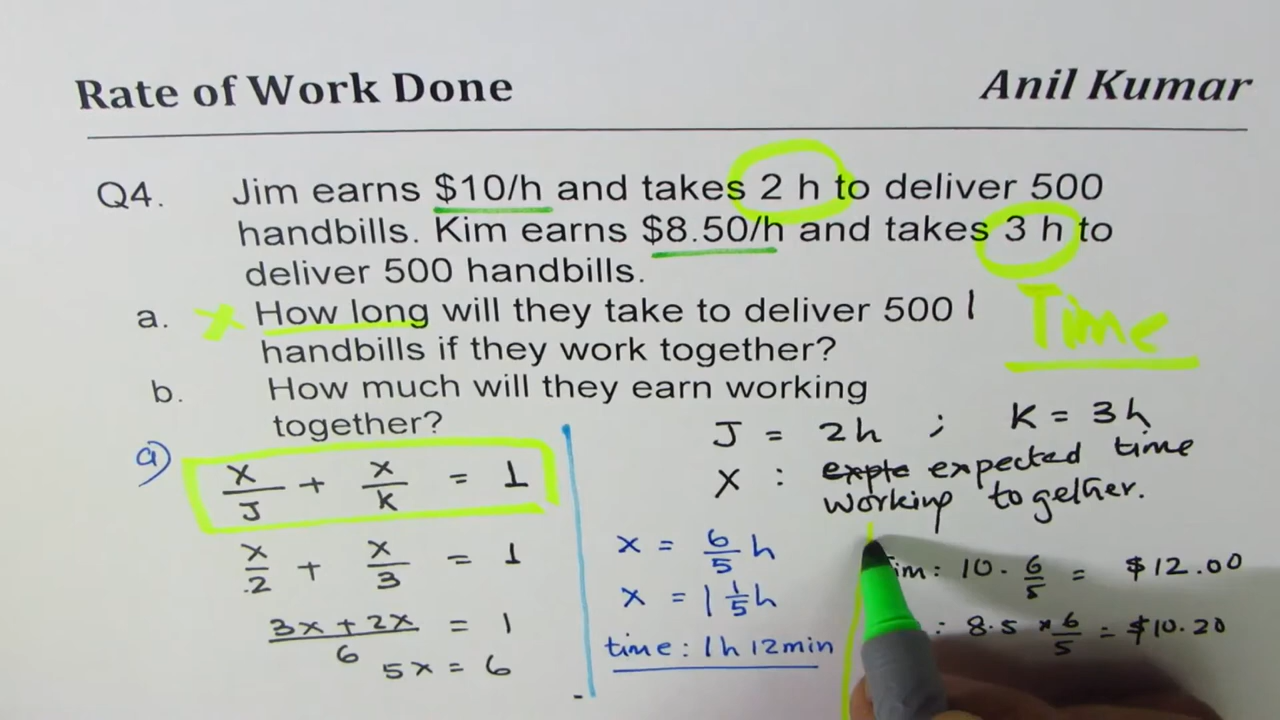 Rate of Work Done
Anil Kumar
Q4. Jim earns $10/h and takes 2 h to deliver 500
handbills. Kim earns $8.50/h and takes 3 h to
deliver 500 handbills.
a. How long will they take to deliver 500
handbills if they work together?
Time
b. How much will they earn working
together?
J = 2h ; K = 3h
X : expte expected time
working together.
a) x/J + x/K = 1
x/2 + x/3 = 1
3x + 2x / 6 = 1
5x = 6
x = 6/5 h
x = 1 1/5 h
time : 1h 12min
im : 10 · 6/5 = $12.00
: 8.5 × 6/5 = $10.20